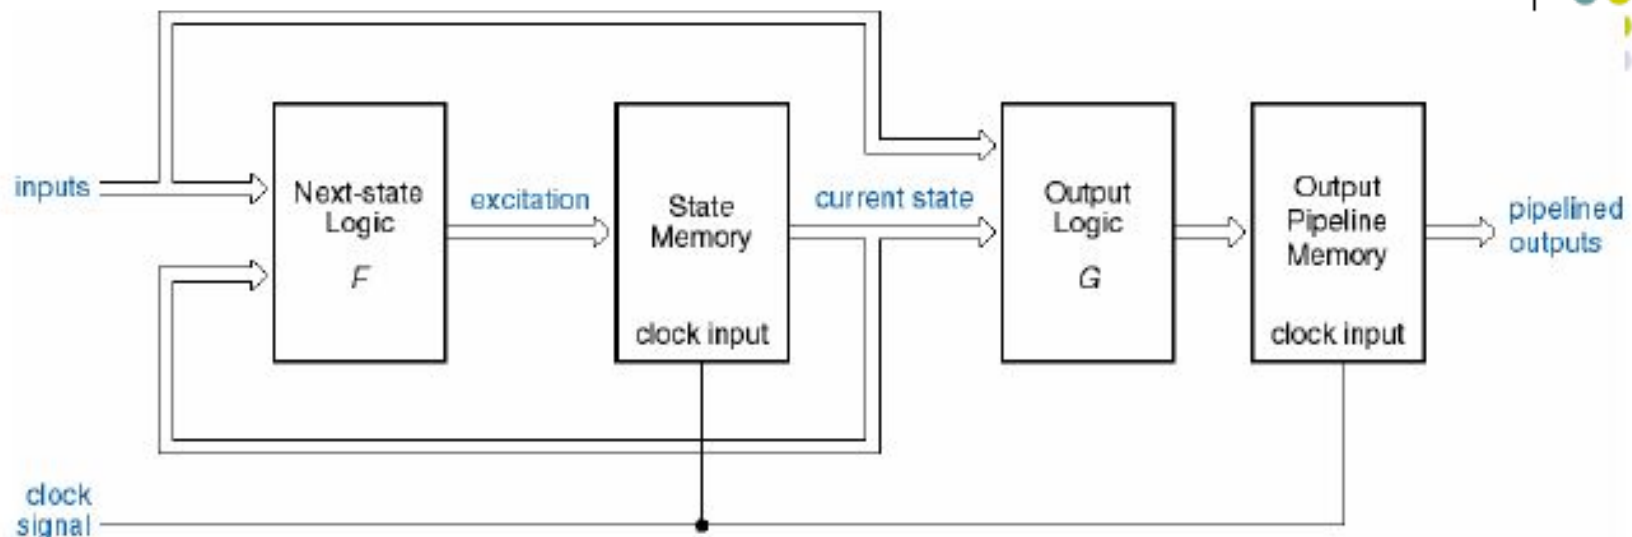 inputs
Next-state
Logic
F
excitation
State
Memory
clock input
current state
Output
Logic
G
Output
Pipeline
Memory
clock input
pipelined
outputs
clock
signal